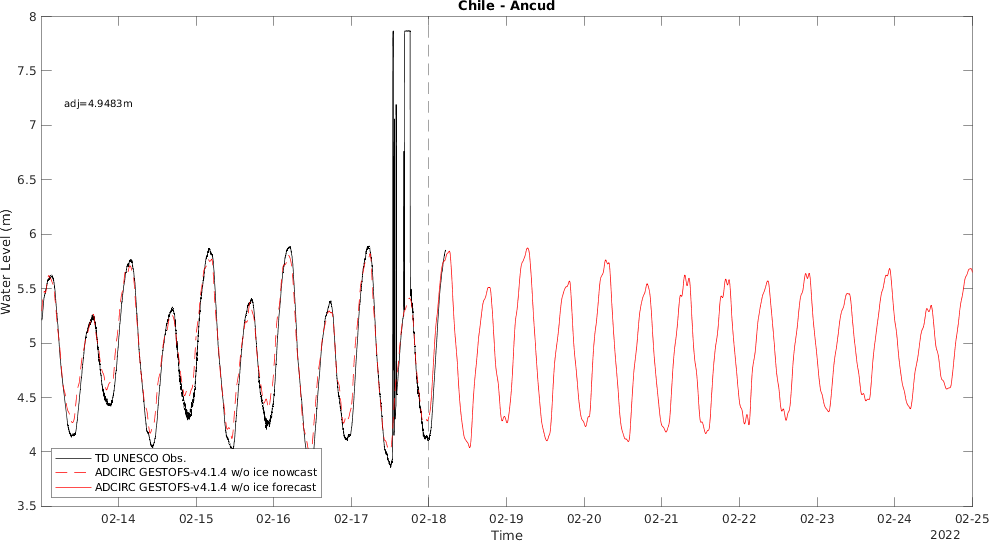 Chile - Ancud
8
7.5
adj=4.9483m
7
6.5
6
5.5
5
4.5
4
3.5
Water Level (m)
TD UNESCO Obs.
ADCIRC GESTOFS-v4.1.4 w/o ice nowcast
ADCIRC GESTOFS-v4.1.4 w/o ice forecast
02-14 02-15 02-16 02-17 02-18 02-19 02-20 02-21 02-22 02-23 02-24 02-25
Time
2022